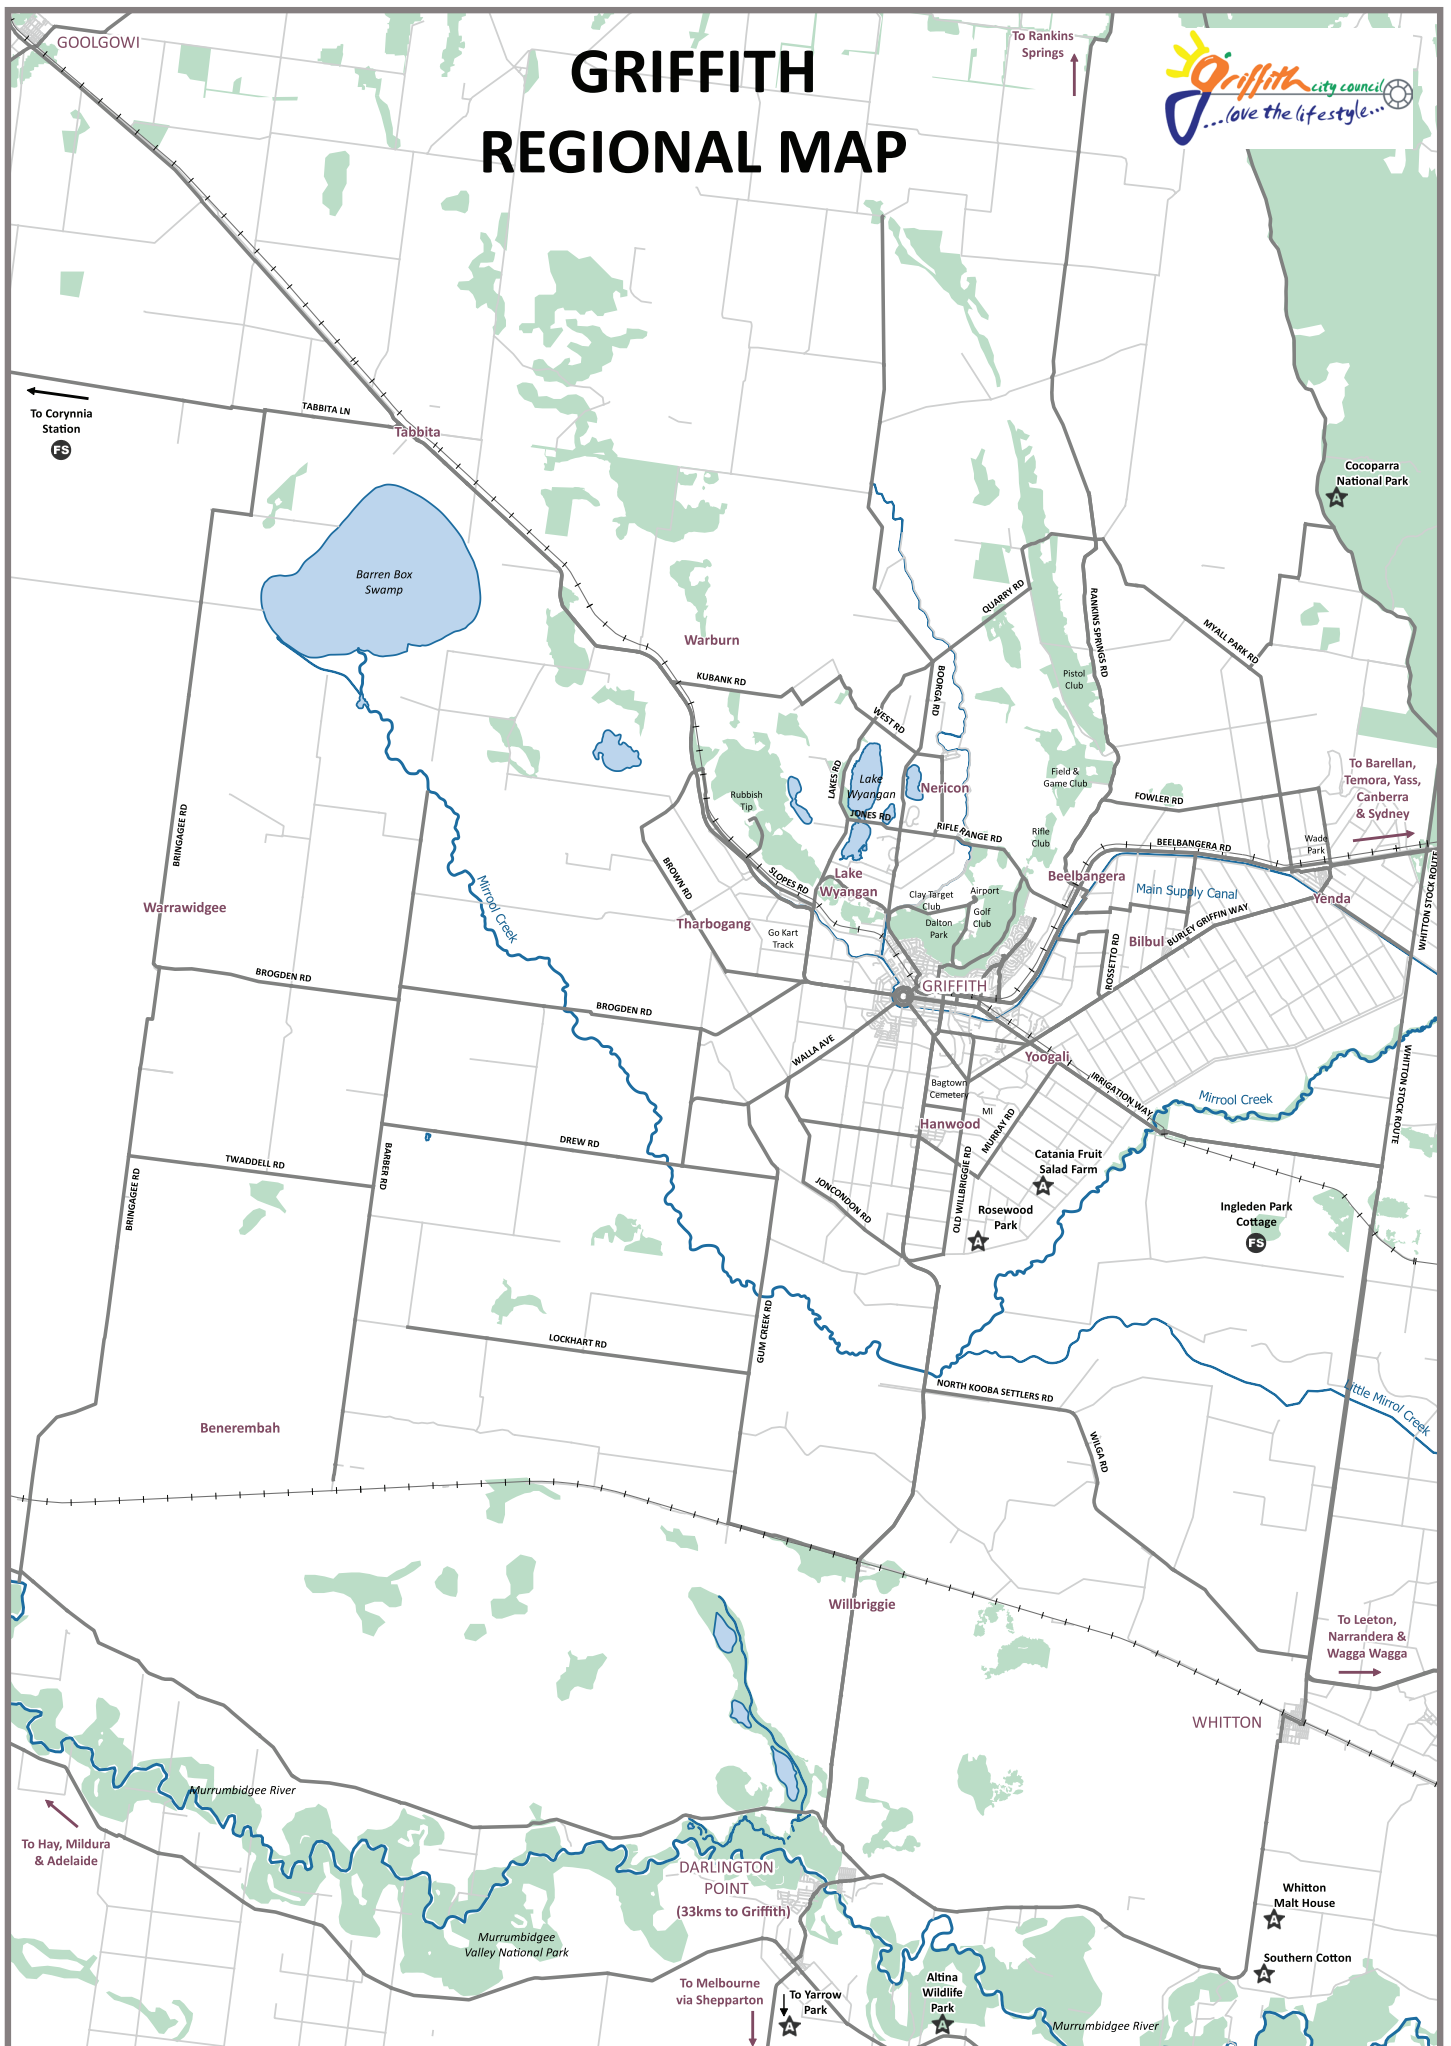 GOOLGOWI
GRIFFITH
REGIONAL MAP
To Rankins
Springs
griffith city council
...love the lifestyle...
TABBITA LN
To Corynnia
Station
FS
Tabbita
Cocoparra
National Park
A
Barren Box
Swamp
QUARRY RD
RANKINS SPRINGS RD
MYALL PARK RD
Warburn
KUBANK RD
BOORGA RD
Pistol
Club
WEST RD
LAKES RD
Lake
Wyangan
Nericon
Field &
Game Club
To Barellan,
Temora, Yass,
Canberra
& Sydney
Rubbish
Tip
JONES RD
RIFLE RANGE RD
Rifle
Club
FOWLER RD
BEELBANGERA RD
Wade
Park
BRINGAGEE RD
BROWN RD
SLOPES RD
Lake
Wyangan
Beelbangera
Main Supply Canal
Yenda
WHITTON STOCK ROUTE
Warrawidgee
Mirrool Creek
Tharbogang
Go Kart
Track
Clay Target
Club
Airport
Dalton
Park
Golf
Club
Bilbul
BURLEY GRIFFIN WAY
ROSSETTO RD
BROGDEN RD
BROGDEN RD
GRIFFITH
WALLA AVE
Yoogali
IRRIGATION WAY
WHITTON STOCK ROUTE
Bagtown
Cemetery
MI
Mirrool Creek
Hanwood
MURRAY RD
DREW RD
BARBER RD
TWADDELL RD
BRINGAGEE RD
JONCONDON RD
OLD WILLBRIGGIE RD
Catania Fruit
Salad Farm
A
Rosewood
Park
A
Ingleden Park
Cottage
FS
LOCKHART RD
GUM CREEK RD
NORTH KOOBA SETTLERS RD
Little Mirrol Creek
Benerembah
WILGA RD
Willbriggie
To Leeton,
Narrandera &
Wagga Wagga
WHITTON
Murrumbidgee River
To Hay, Mildura
& Adelaide
DARLINGTON
POINT
(33kms to Griffith)
Murrumbidgee
Valley National Park
Whitton
Malt House
A
Southern Cotton
A
To Melbourne
via Shepparton
To Yarrow
Park
A
Altina
Wildlife
Park
A
Murrumbidgee River